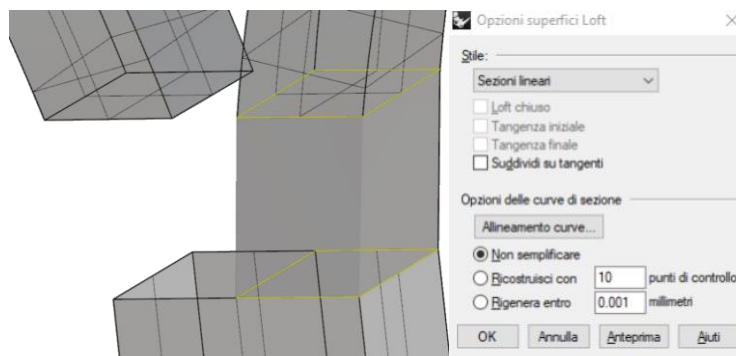 Opzioni superfici Loft
Stile:
Sezioni lineari
Loft chiuso
Tangenza iniziale
Tangenza finale
Suddividi su tangenti
Opzioni delle curve di sezione
Allineamento curve...
Non semplificare
Ricostruisci con 10 punti di controllo
Rigenera entro 0.001 millimetri
OK Annulla Anteprima Aiuti